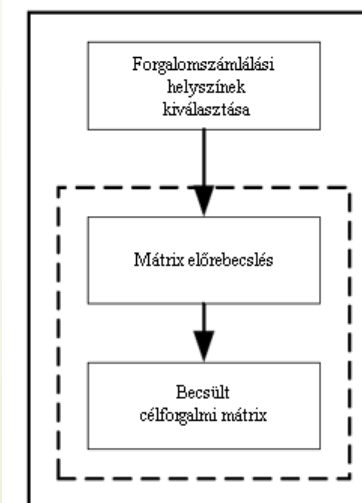 Forgalomszámlálási
helyszínek
kiválasztása
Mátrix előrebecslés
Becsült
célforgalmi mátrix